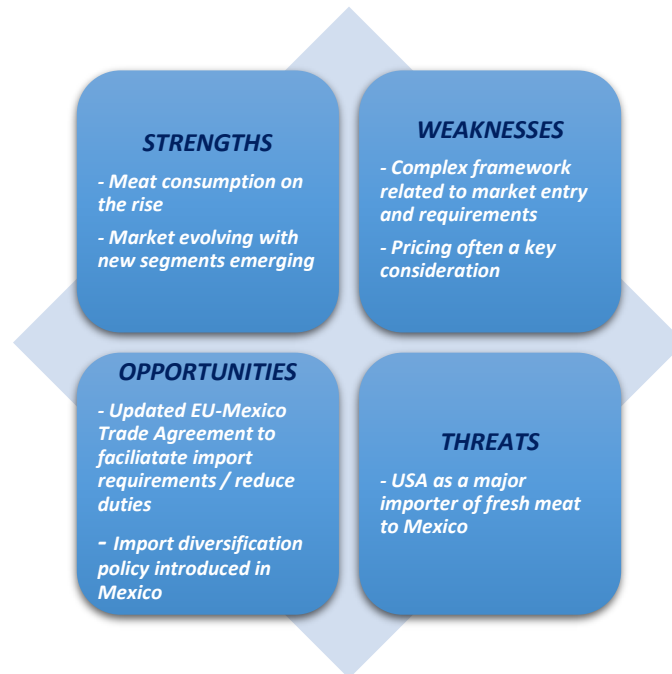 STRENGTHS
- Meat consumption on
the rise
- Market evolving with
new segments emerging
WEAKNESSES
- Complex framework
related to market entry
and requirements
- Pricing often a key
consideration
OPPORTUNITIES
- Updated EU-Mexico
Trade Agreement to
faciliatate import
requirements / reduce
duties
- Import diversification
policy introduced in
Mexico
THREATS
- USA as a major
importer of fresh meat
to Mexico